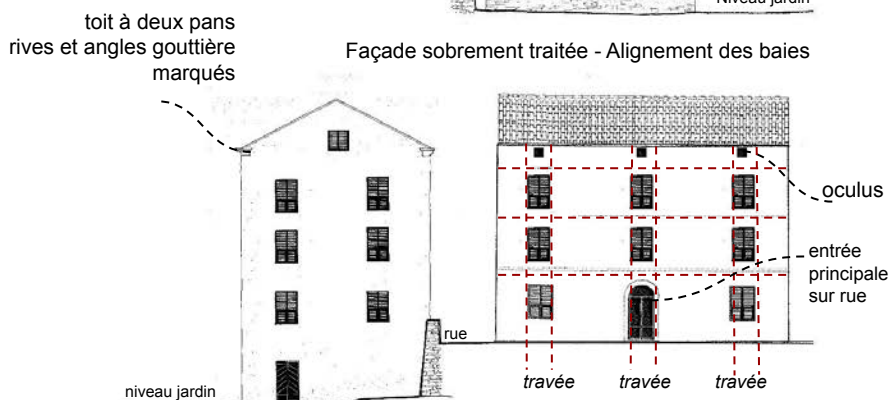 Niveau jardin
toit à deux pans
rives et angles gouttière
marqués
Façade sobrement traitée - Alignement des baies
oculus
entrée
principale
sur rue
rue
niveau jardin
travée
travée
travée